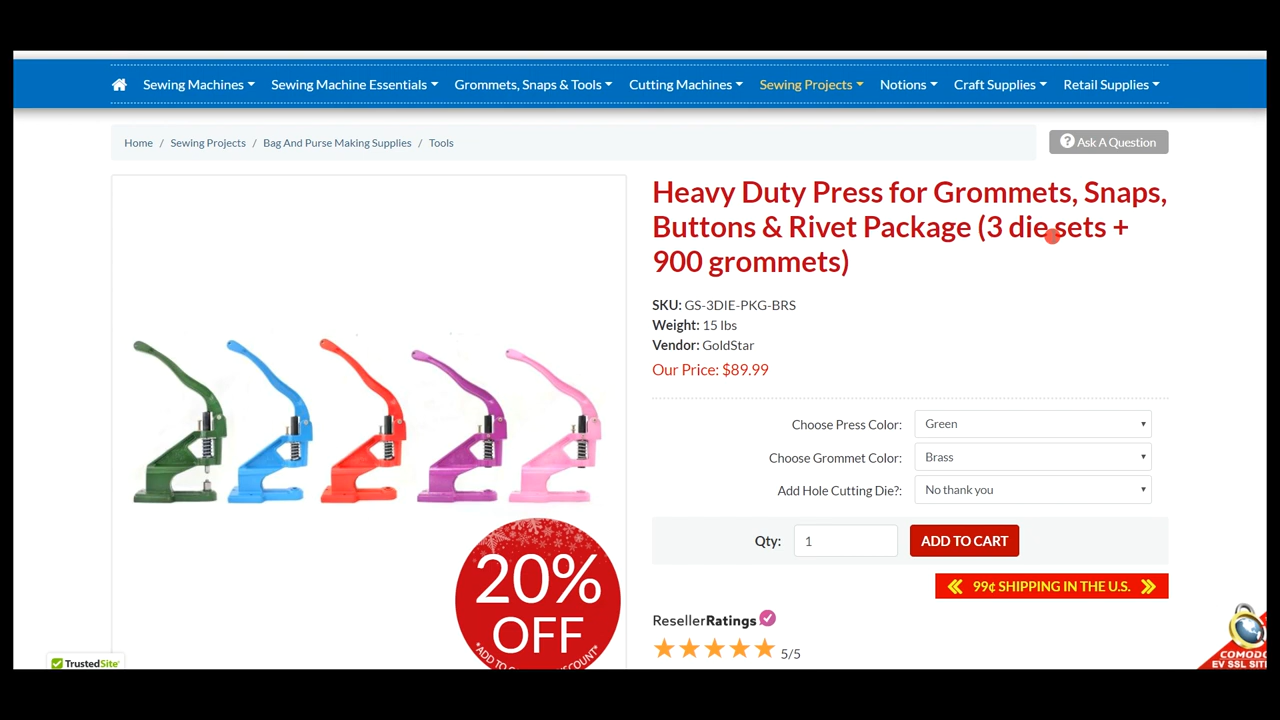 Sewing Machines Sewing Machine Essentials Grommets, Snaps & Tools Cutting Machines Sewing Projects Notions Craft Supplies Retail Supplies
Home / Sewing Projects / Bag And Purse Making Supplies / Tools
Ask A Question
Heavy Duty Press for Grommets, Snaps,
Buttons & Rivet Package (3 die sets +
900 grommets)
SKU: GS-3DIE-PKG-BRS
Weight: 15 lbs
Vendor: GoldStar
Our Price: $89.99
Choose Press Color: Green
Choose Grommet Color: Brass
Add Hole Cutting Die?: No thank you
Qty: 1 ADD TO CART
99¢ SHIPPING IN THE U.S.
ResellerRatings
5/5
20%
OFF
TrustedSite
COMODO
EV SSL SITE